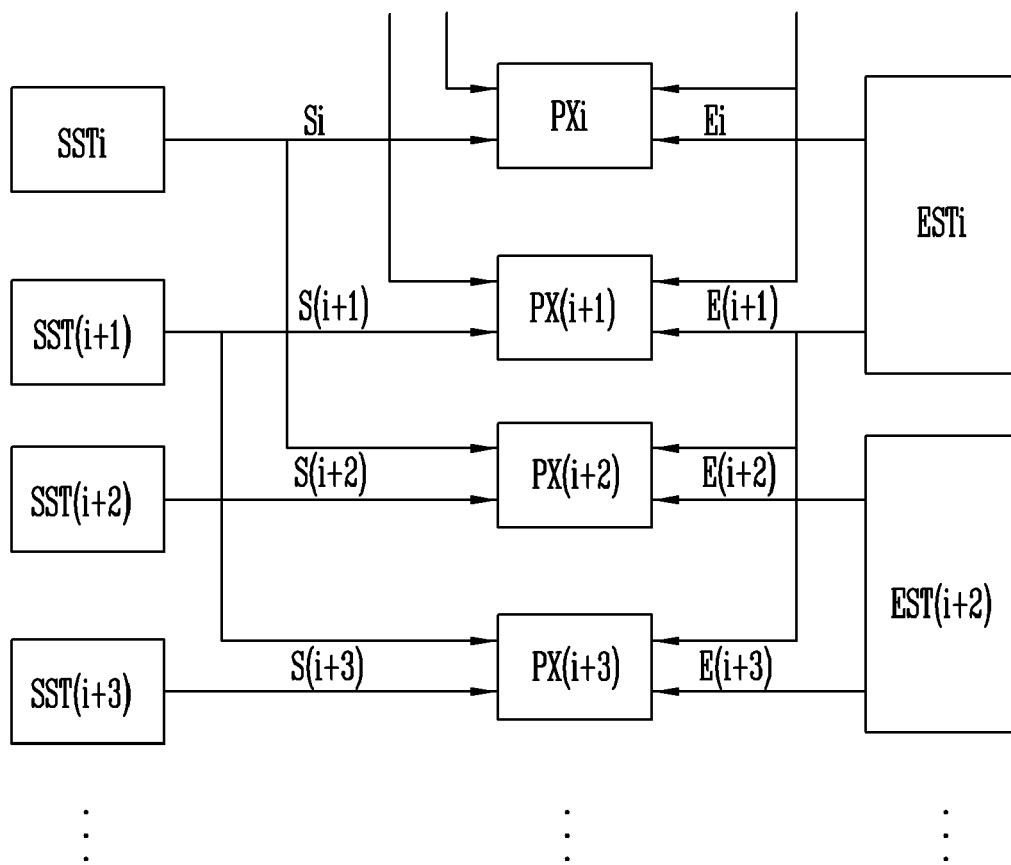 SSTi
Si
PXi
Ei
ESTi
SST(i+1)
S(i+1)
PX(i+1)
E(i+1)
SST(i+2)
S(i+2)
PX(i+2)
E(i+2)
EST(i+2)
SST(i+3)
S(i+3)
PX(i+3)
E(i+3)